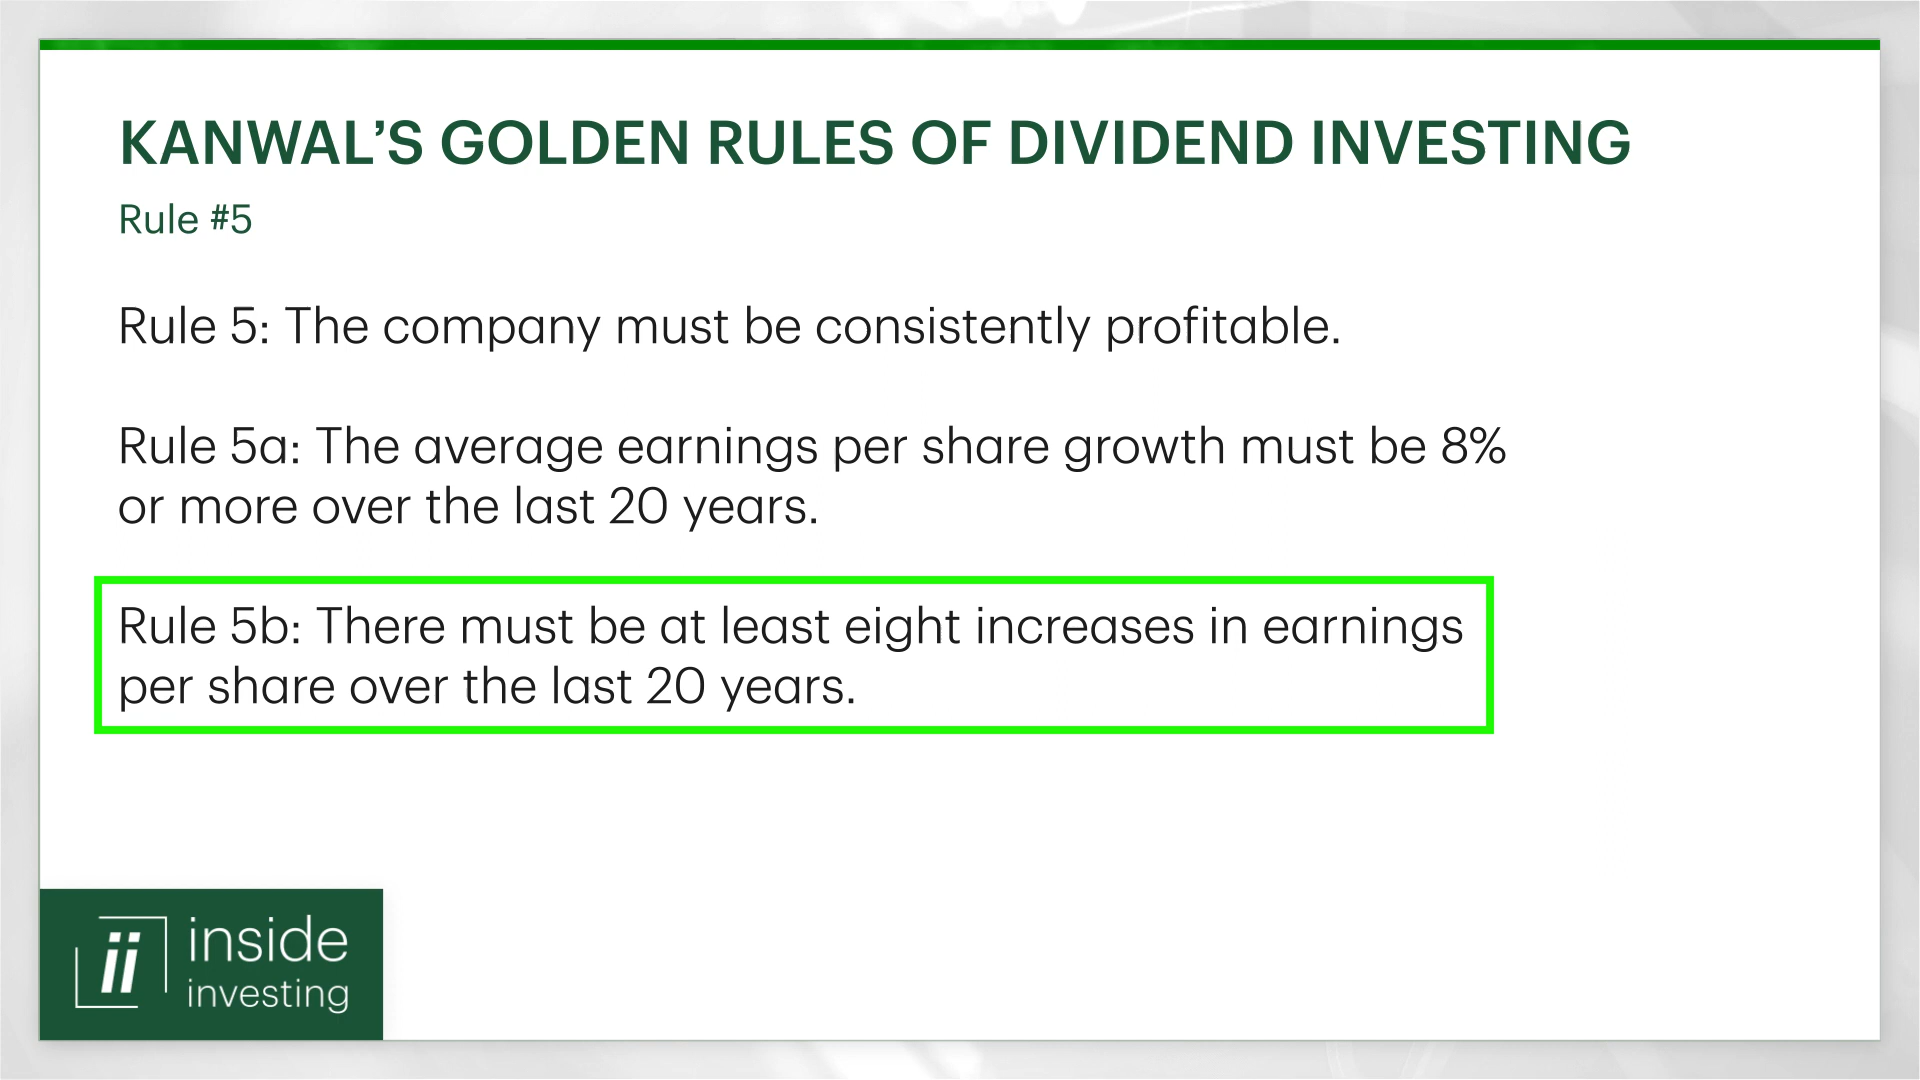 KANWAL’S GOLDEN RULES OF DIVIDEND INVESTING
Rule #5
Rule 5: The company must be consistently profitable.
Rule 5a: The average earnings per share growth must be 8%
or more over the last 20 years.
Rule 5b: There must be at least eight increases in earnings
per share over the last 20 years.
ii
inside
investing